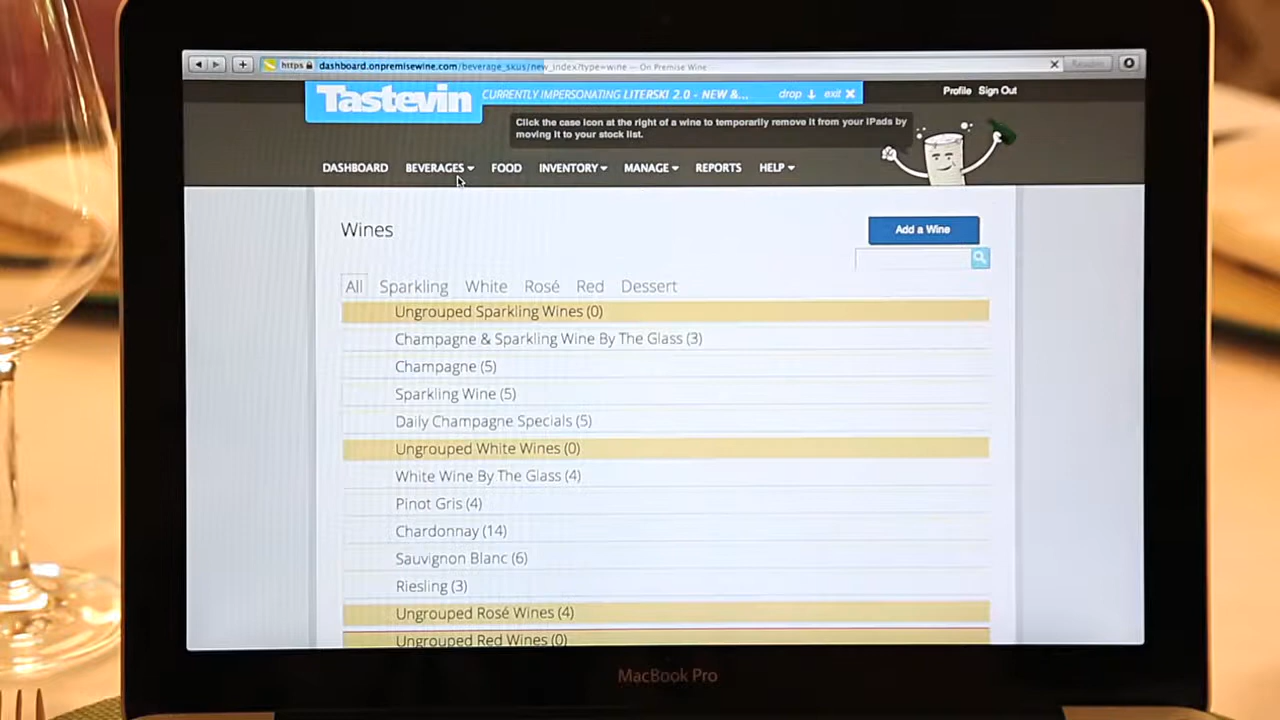 https dashboard.onpremisewine.com/beverage_skus/new_index?type=wine — On Premise Wine Reader
Tastevin CURRENTLY IMPERSONATING LITERSKI 2.0 - NEW &... drop exit Profile Sign Out
Click the case icon at the right of a wine to temporarily remove it from your iPads by
moving it to your stock list.
DASHBOARD BEVERAGES FOOD INVENTORY MANAGE REPORTS HELP
Wines Add a Wine
All Sparkling White Rosé Red Dessert
Ungrouped Sparkling Wines (0)
Champagne & Sparkling Wine By The Glass (3)
Champagne (5)
Sparkling Wine (5)
Daily Champagne Specials (5)
Ungrouped White Wines (0)
White Wine By The Glass (4)
Pinot Gris (4)
Chardonnay (14)
Sauvignon Blanc (6)
Riesling (3)
Ungrouped Rosé Wines (4)
Ungrouped Red Wines (0)
MacBook Pro